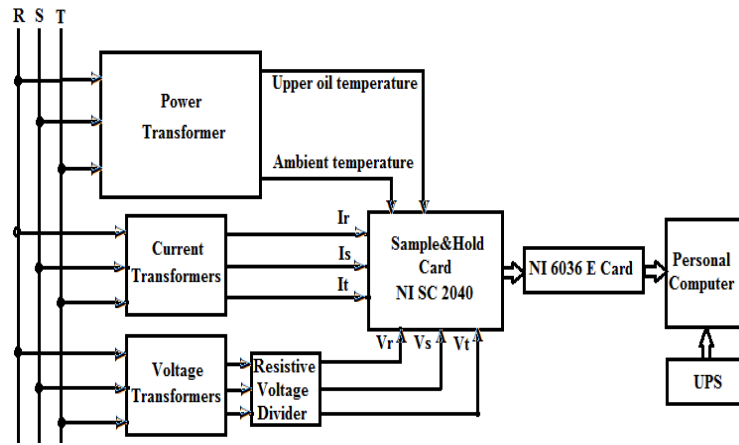 R S T
Power
Transformer
Upper oil temperature
Ambient temperature
Current
Transformers
Ir
Is
It
Sample&Hold
Card
NI SC 2040
NI 6036 E Card
Personal
Computer
Voltage
Transformers
Resistive
Voltage
Divider
Vr Vs Vt
UPS